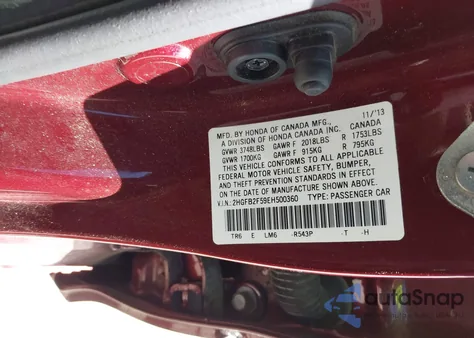 11/'13
MFD. BY HONDA OF CANADA MFG., CANADA
A DIVISION OF HONDA CANADA INC.
GVWR 3748LBS GAWR F 2018LBS R 1753LBS
GVWR 1700KG GAWR F 915KG R 795KG
THIS VEHICLE CONFORMS TO ALL APPLICABLE
FEDERAL MOTOR VEHICLE SAFETY, BUMPER,
AND THEFT PREVENTION STANDARDS IN EFFECT
ON THE DATE OF MANUFACTURE SHOWN ABOVE.
V.I.N.: 2HGFB2F59EH500360 TYPE: PASSENGER CAR
TR6 E LM6 -R543P -T -H
autoSnap